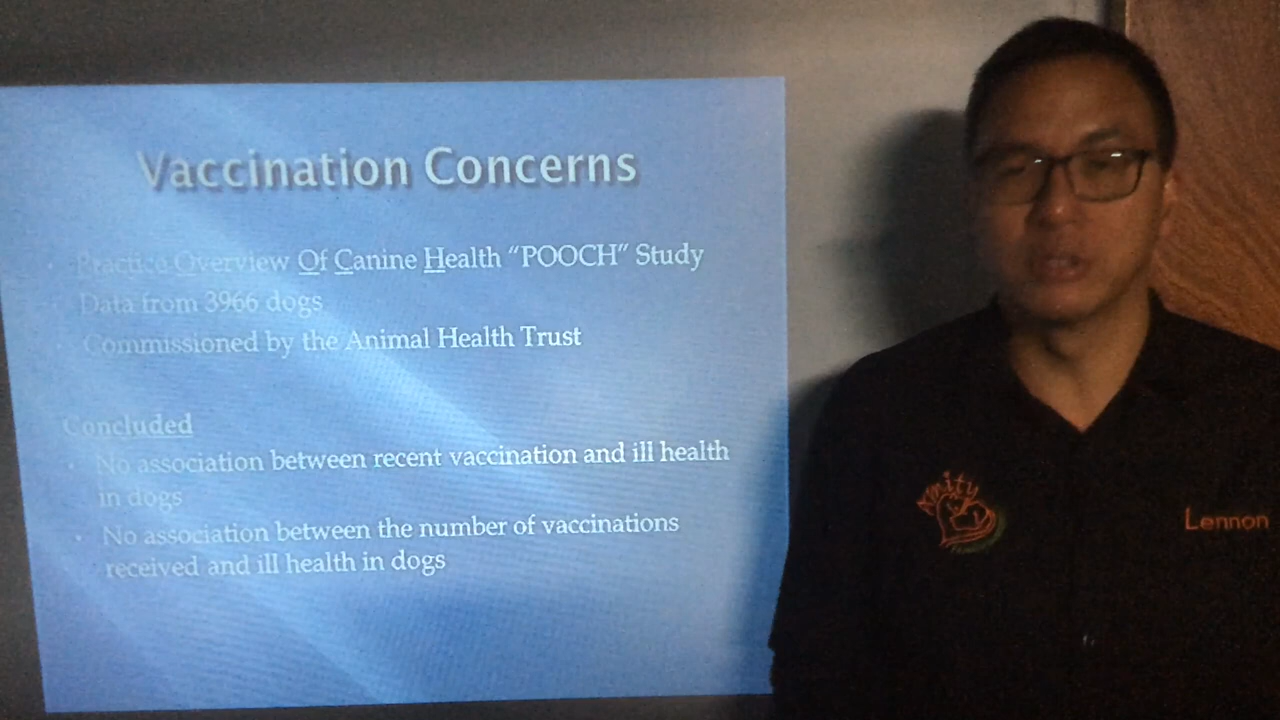 Vaccination Concerns
• Practice Overview Of Canine Health “POOCH” Study
• Data from 3966 dogs
Commissioned by the Animal Health Trust
Concluded
• No association between recent vaccination and ill health
in dogs
• No association between the number of vaccinations
received and ill health in dogs
Amity
Lennon